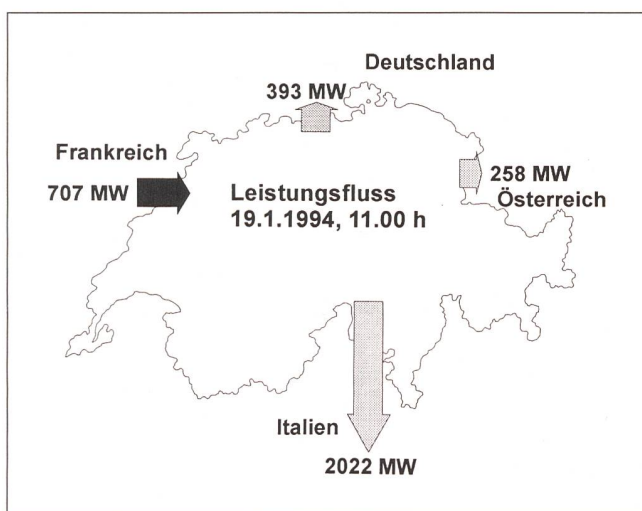 Deutschland
393 MW
Frankreich
707 MW
Leistungsfluss
19.1.1994, 11.00 h
258 MW
Österreich
Italien
2022 MW